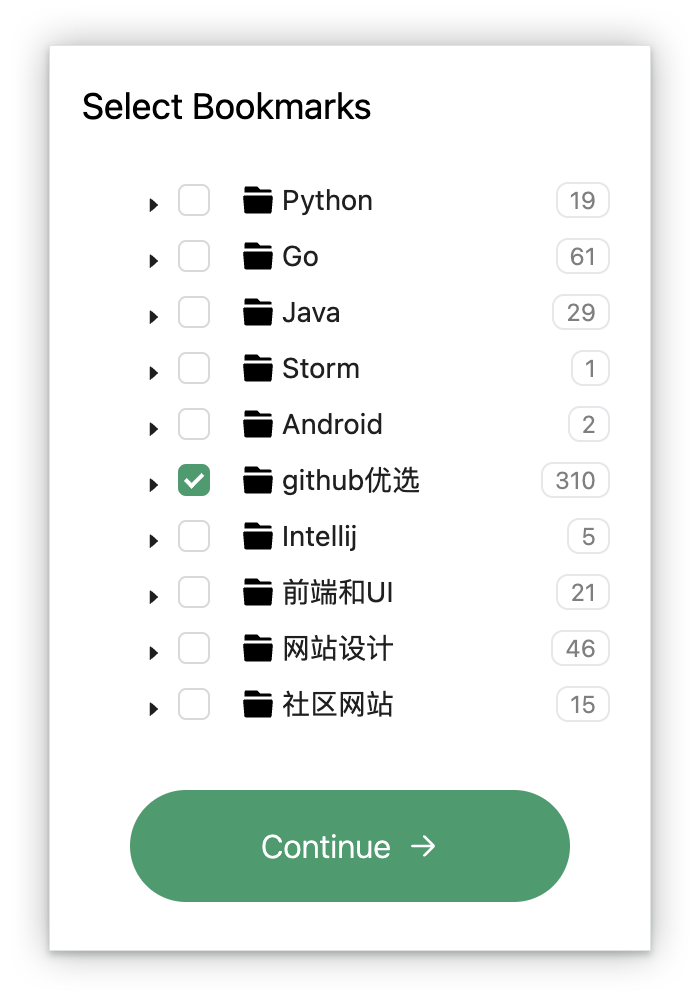 Select Bookmarks
Python 19
Go 61
Java 29
Storm 1
Android 2
github优选 310
Intellij 5
前端和UI 21
网站设计 46
社区网站 15
Continue →